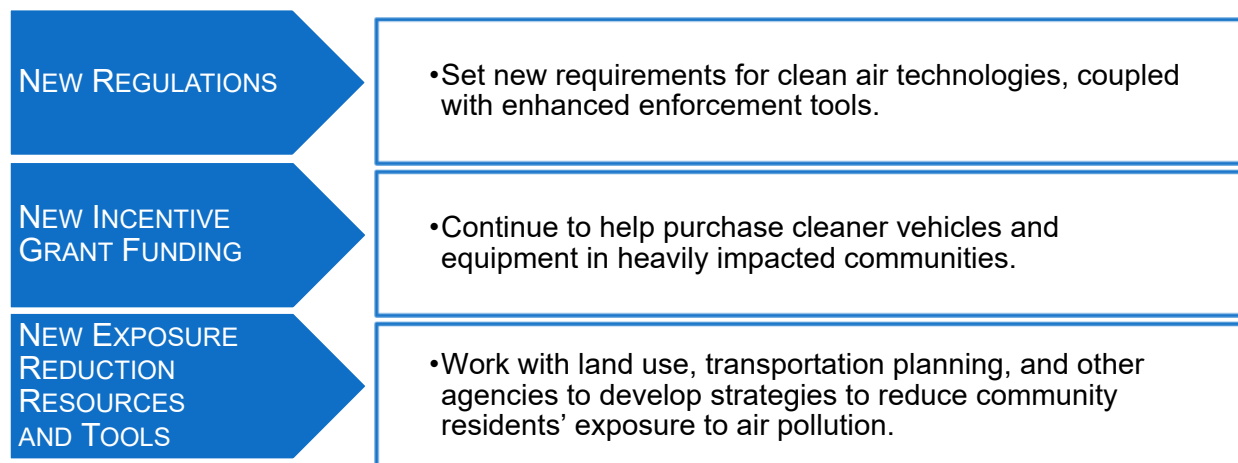 NEW REGULATIONS
•Set new requirements for clean air technologies, coupled
with enhanced enforcement tools.
NEW INCENTIVE
GRANT FUNDING
•Continue to help purchase cleaner vehicles and
equipment in heavily impacted communities.
NEW EXPOSURE
REDUCTION
RESOURCES
AND TOOLS
•Work with land use, transportation planning, and other
agencies to develop strategies to reduce community
residents’ exposure to air pollution.